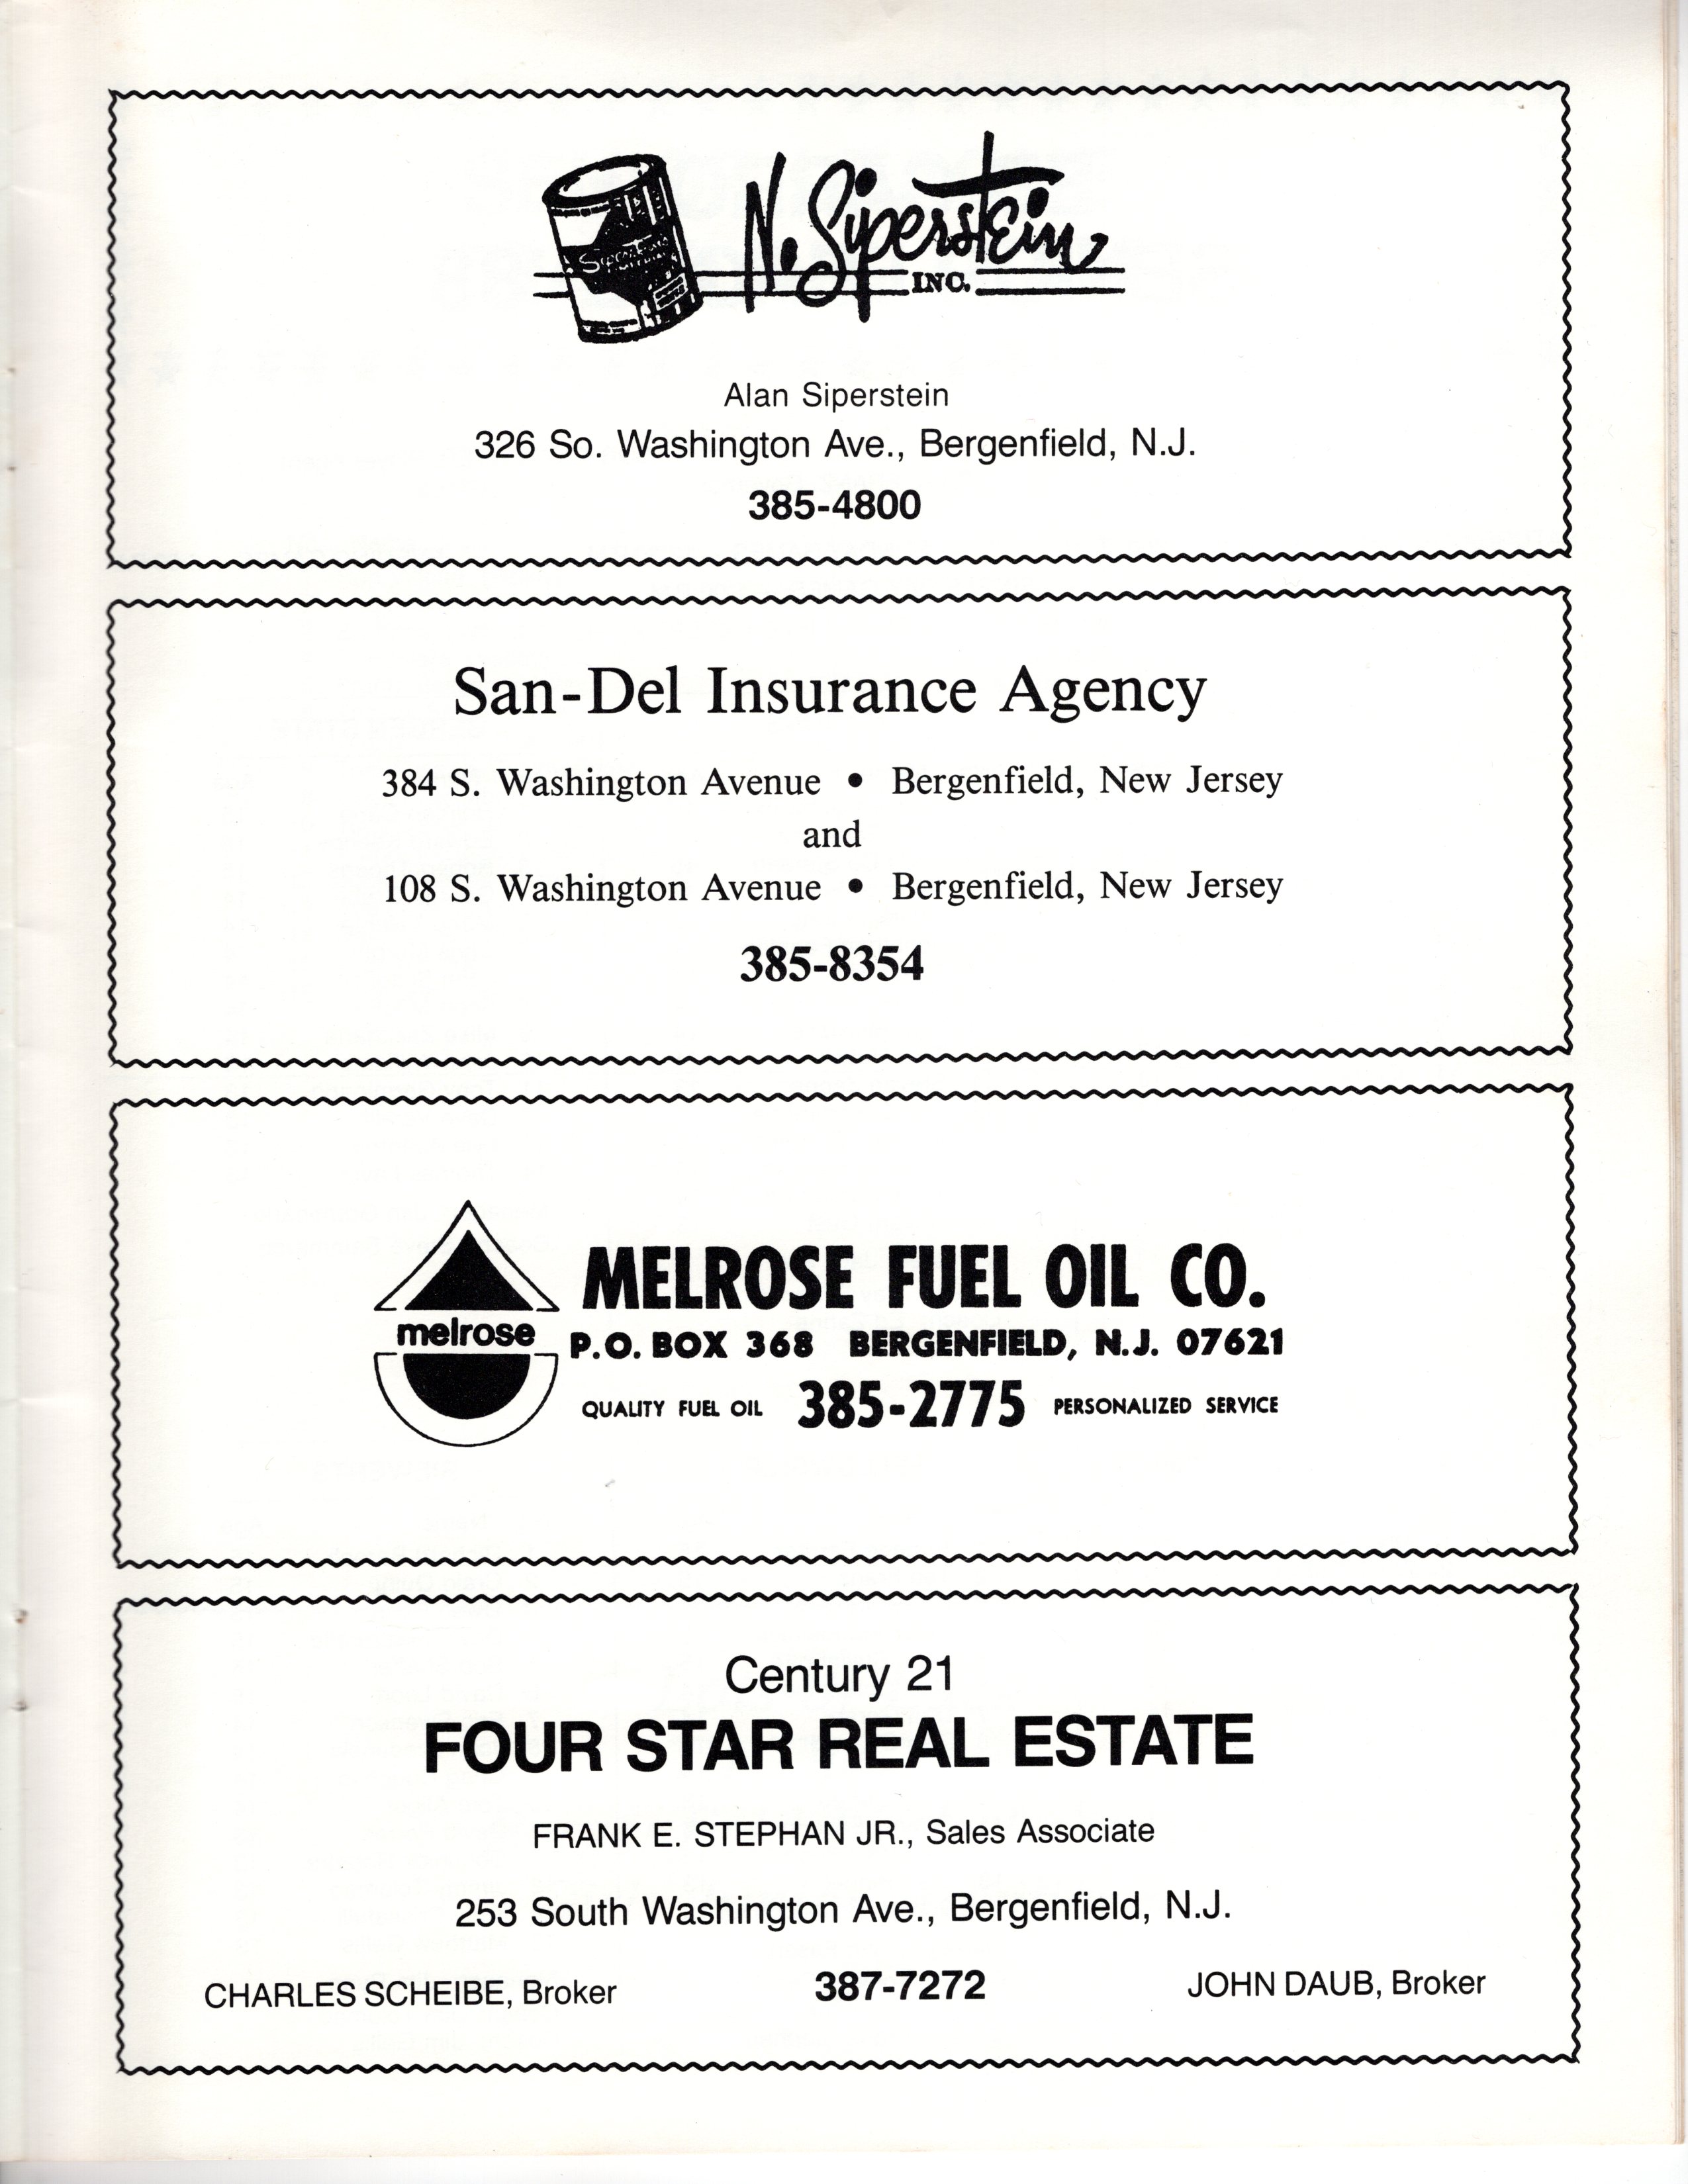 Siperstein
N. Siperstein
INC.
Alan Siperstein
326 So. Washington Ave., Bergenfield, N.J.
385-4800
San-Del Insurance Agency
384 S. Washington Avenue • Bergenfield, New Jersey
and
108 S. Washington Avenue • Bergenfield, New Jersey
385-8354
melrose
MELROSE FUEL OIL CO.
P.O. BOX 368 BERGENFIELD, N.J. 07621
QUALITY FUEL OIL 385-2775 PERSONALIZED SERVICE
Century 21
FOUR STAR REAL ESTATE
FRANK E. STEPHAN JR., Sales Associate
253 South Washington Ave., Bergenfield, N.J.
CHARLES SCHEIBE, Broker 387-7272 JOHN DAUB, Broker